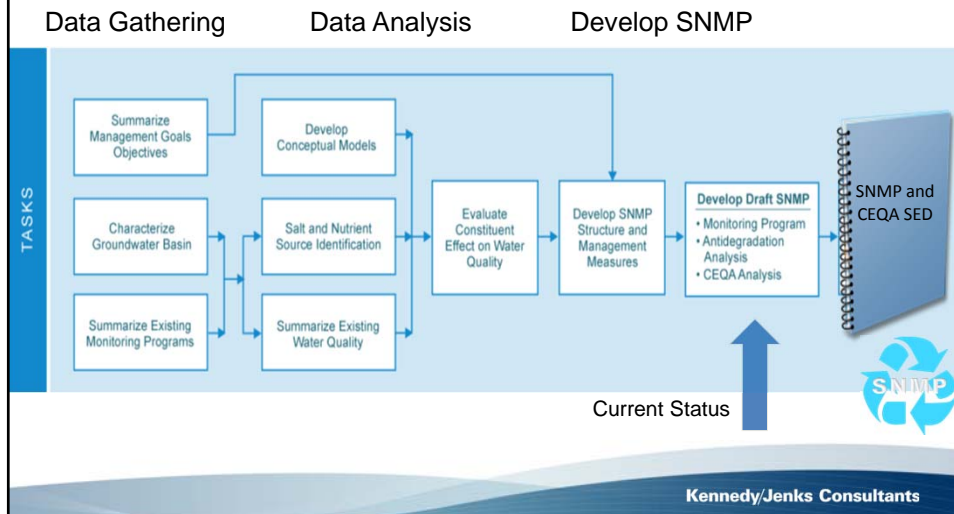 Data Gathering
Data Analysis
Develop SNMP
TASKS
Summarize
Management Goals
Objectives
Characterize
Groundwater Basin
Summarize Existing
Monitoring Programs
Develop
Conceptual Models
Salt and Nutrient
Source Identification
Summarize Existing
Water Quality
Evaluate
Constituent
Effect on Water
Quality
Develop SNMP
Structure and
Management
Measures
Develop Draft SNMP
• Monitoring Program
• Antidegradation
Analysis
• CEQA Analysis
SNMP and
CEQA SED
SNMP
Current Status
Kennedy/Jenks Consultants